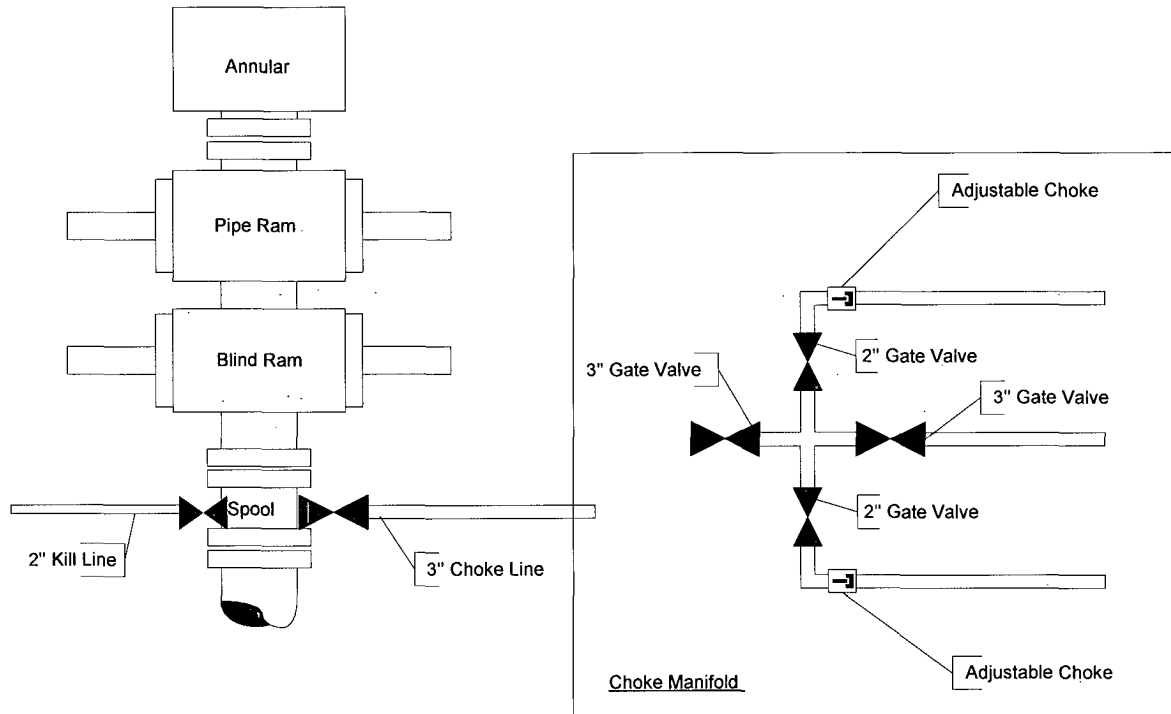 Annular
Pipe Ram
Blind Ram
Spool
2" Kill Line
3" Choke Line
Adjustable Choke
2" Gate Valve
3" Gate Valve
3" Gate Valve
2" Gate Valve
Adjustable Choke
Choke Manifold